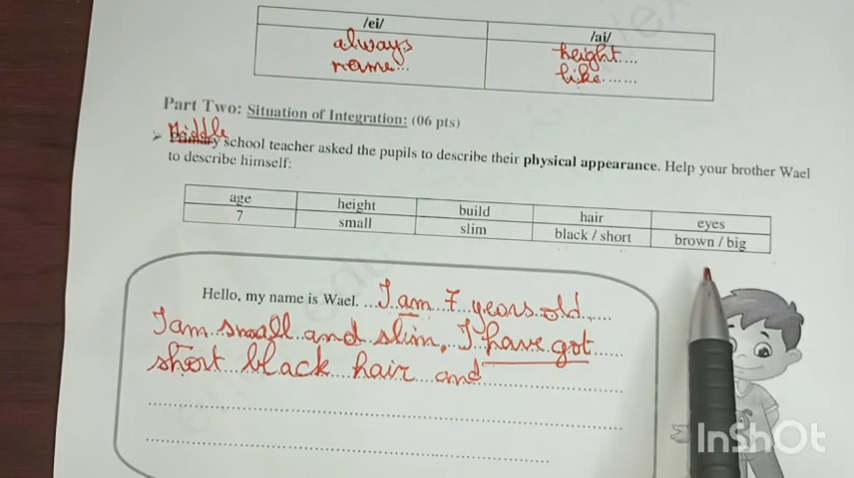 /ei/
/ai/
always
name...
height....
like.......
Part Two: Situation of Integration: (06 pts)
Middle
➢ Primary school teacher asked the pupils to describe their physical appearance. Help your brother Wael
to describe himself:
age height build hair eyes
7 small slim black / short brown / big
Hello, my name is Wael. ...I am 7 years old.....
I am small and slim, I have got......
short black hair and
InShOt